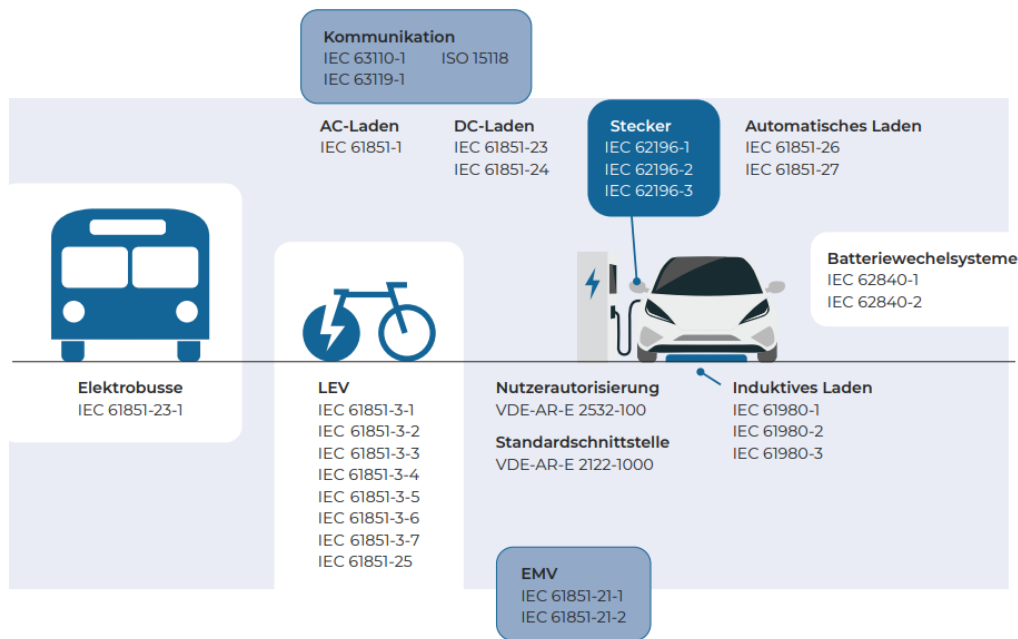 Kommunikation
IEC 63110-1 ISO 15118
IEC 63119-1
AC-Laden
IEC 61851-1
DC-Laden
IEC 61851-23
IEC 61851-24
Stecker
IEC 62196-1
IEC 62196-2
IEC 62196-3
Automatisches Laden
IEC 61851-26
IEC 61851-27
Batteriewechelsysteme
IEC 62840-1
IEC 62840-2
Elektrobusse
IEC 61851-23-1
LEV
IEC 61851-3-1
IEC 61851-3-2
IEC 61851-3-3
IEC 61851-3-4
IEC 61851-3-5
IEC 61851-3-6
IEC 61851-3-7
IEC 61851-25
Nutzerautorisierung
VDE-AR-E 2532-100
Standardschnittstelle
VDE-AR-E 2122-1000
Induktives Laden
IEC 61980-1
IEC 61980-2
IEC 61980-3
EMV
IEC 61851-21-1
IEC 61851-21-2